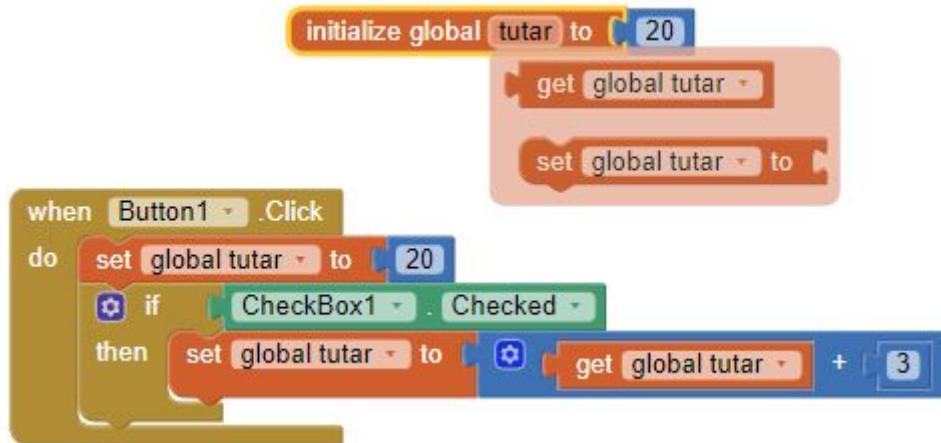 initialize global tutar to 20
get global tutar
set global tutar to
when Button1 .Click
do set global tutar to 20
if CheckBox1 . Checked
then set global tutar to get global tutar + 3